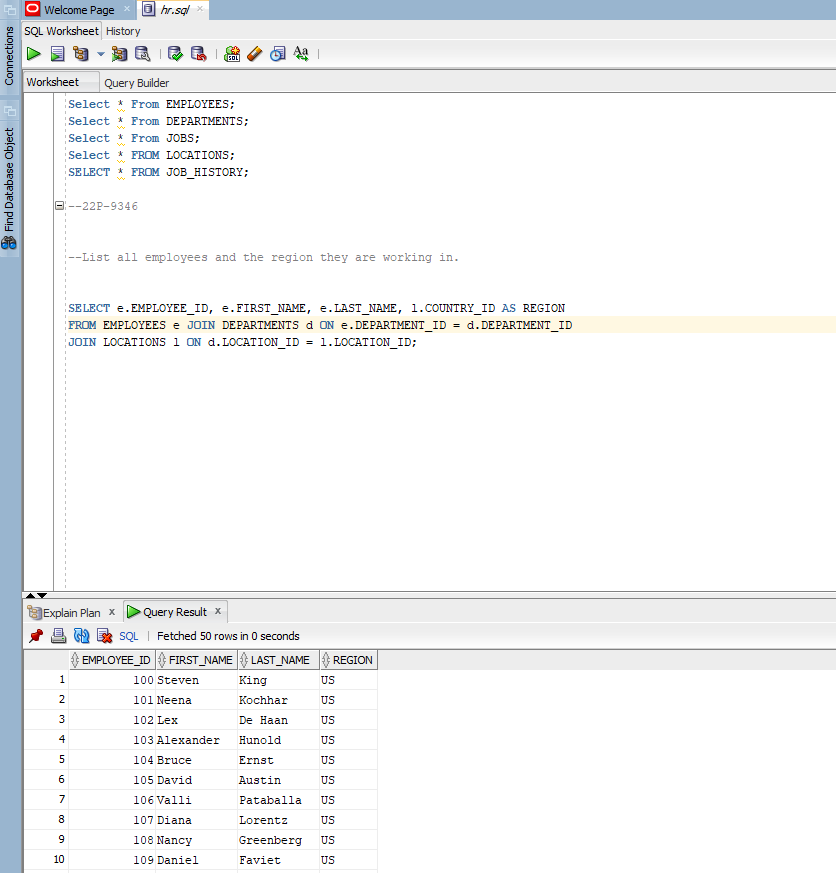 Welcome Page
hr.sql
SQL Worksheet History
Connections
Find Database Object
Worksheet Query Builder
Select * From EMPLOYEES;
Select * From DEPARTMENTS;
Select * From JOBS;
Select * FROM LOCATIONS;
SELECT * FROM JOB_HISTORY;
--22P-9346
--List all employees and the region they are working in.
SELECT e.EMPLOYEE_ID, e.FIRST_NAME, e.LAST_NAME, l.COUNTRY_ID AS REGION
FROM EMPLOYEES e JOIN DEPARTMENTS d ON e.DEPARTMENT_ID = d.DEPARTMENT_ID
JOIN LOCATIONS l ON d.LOCATION_ID = l.LOCATION_ID;
Explain Plan x Query Result x
SQL | Fetched 50 rows in 0 seconds
EMPLOYEE_ID FIRST_NAME LAST_NAME REGION
1 100 Steven King US
2 101 Neena Kochhar US
3 102 Lex De Haan US
4 103 Alexander Hunold US
5 104 Bruce Ernst US
6 105 David Austin US
7 106 Valli Pataballa US
8 107 Diana Lorentz US
9 108 Nancy Greenberg US
10 109 Daniel Faviet US